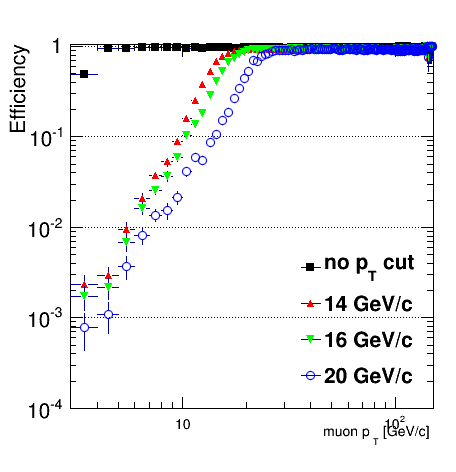 Efficiency
1
10⁻¹
10⁻²
10⁻³
10⁻⁴
no p_T cut
14 GeV/c
16 GeV/c
20 GeV/c
10
10²
muon p_T [GeV/c]